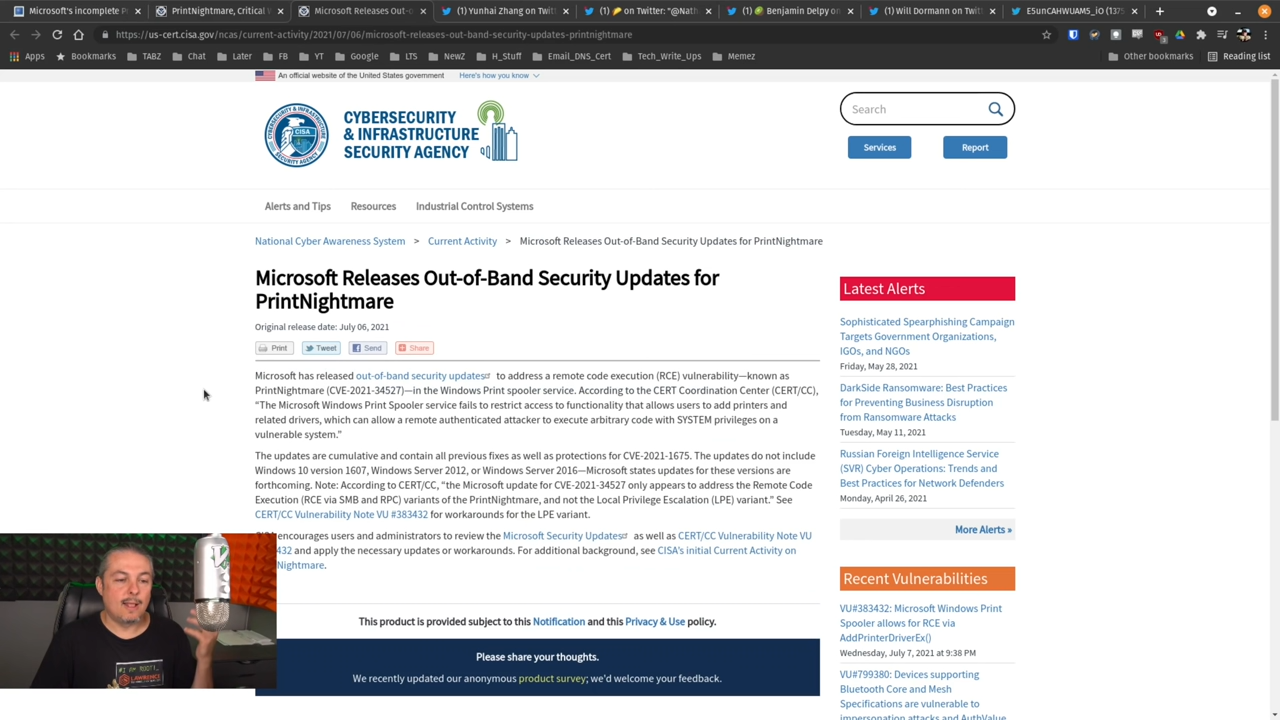 Microsoft's incomplete P
PrintNightmare, Critical \
Microsoft Releases Out-o
(1) Yunhai Zhang on Twit
(1) on Twitter: "@Nath
(1) Benjamin Delpy on
(1) Will Dormann on Twitt
E5unCAHWUAMS_iO (1375
https://us-cert.cisa.gov/ncas/current-activity/2021/07/06/microsoft-releases-out-band-security-updates-printnightmare
Apps
Bookmarks
TABZ
Chat
Later
FB
YT
Google
LTS
NewZ
H_Stuff
Email_DNS_Cert
Tech_Write_Ups
Memez
Other bookmarks
Reading list
An official website of the United States government Here's how you know
CYBERSECURITY
& INFRASTRUCTURE
SECURITY AGENCY
CISA
Search
Services
Report
Alerts and Tips
Resources
Industrial Control Systems
National Cyber Awareness System > Current Activity > Microsoft Releases Out-of-Band Security Updates for PrintNightmare
Microsoft Releases Out-of-Band Security Updates for
PrintNightmare
Original release date: July 06, 2021
Print
Tweet
Send
Share
Microsoft has released out-of-band security updates to address a remote code execution (RCE) vulnerability—known as
PrintNightmare (CVE-2021-34527)—in the Windows Print spooler service. According to the CERT Coordination Center (CERT/CC),
“The Microsoft Windows Print Spooler service fails to restrict access to functionality that allows users to add printers and
related drivers, which can allow a remote authenticated attacker to execute arbitrary code with SYSTEM privileges on a
vulnerable system.”
The updates are cumulative and contain all previous fixes as well as protections for CVE-2021-1675. The updates do not include
Windows 10 version 1607, Windows Server 2012, or Windows Server 2016—Microsoft states updates for these versions are
forthcoming. Note: According to CERT/CC, “the Microsoft update for CVE-2021-34527 only appears to address the Remote Code
Execution (RCE via SMB and RPC) variants of the PrintNightmare, and not the Local Privilege Escalation (LPE) variant.” See
CERT/CC Vulnerability Note VU #383432 for workarounds for the LPE variant.
encourages users and administrators to review the Microsoft Security Updates as well as CERT/CC Vulnerability Note VU
432 and apply the necessary updates or workarounds. For additional background, see CISA's initial Current Activity on
Nightmare.
This product is provided subject to this Notification and this Privacy & Use policy.
Please share your thoughts.
We recently updated our anonymous product survey; we'd welcome your feedback.
Latest Alerts
Sophisticated Spearphishing Campaign
Targets Government Organizations,
IGOs, and NGOs
Friday, May 28, 2021
DarkSide Ransomware: Best Practices
for Preventing Business Disruption
from Ransomware Attacks
Tuesday, May 11, 2021
Russian Foreign Intelligence Service
(SVR) Cyber Operations: Trends and
Best Practices for Network Defenders
Monday, April 26, 2021
More Alerts »
Recent Vulnerabilities
VU#383432: Microsoft Windows Print
Spooler allows for RCE via
AddPrinterDriverEx()
Wednesday, July 7, 2021 at 9:38 PM
VU#799380: Devices supporting
Bluetooth Core and Mesh
Specifications are vulnerable to
impersonation attacks and AuthValue